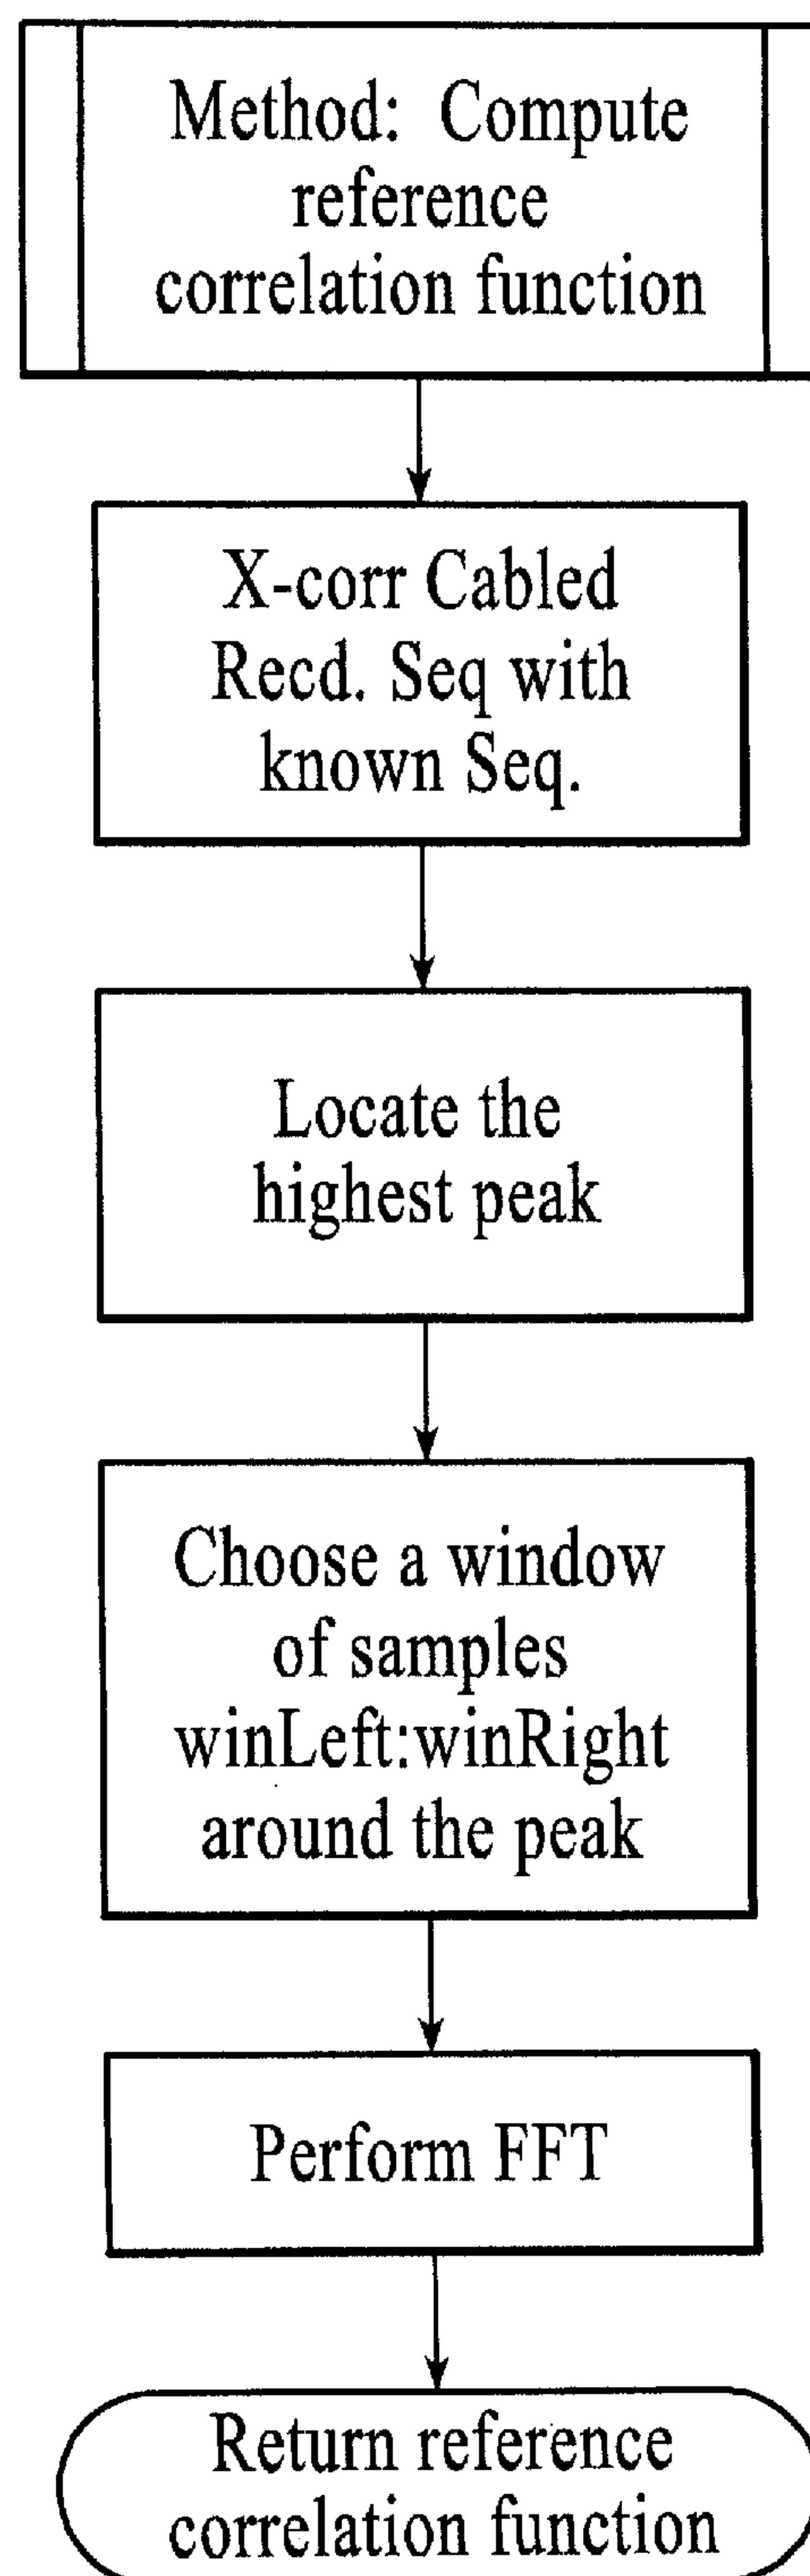 Method: Compute
reference
correlation function
X-corr Cabled
Recd. Seq with
known Seq.
Locate the
highest peak
Choose a window
of samples
winLeft:winRight
around the peak
Perform FFT
Return reference
correlation function